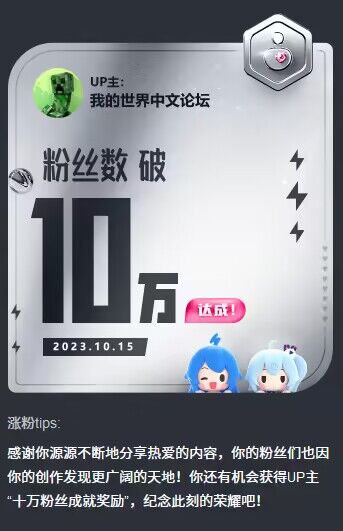 UP主:
我的世界中文论坛
粉丝数 破
10万
达成!
2023.10.15
涨粉tips:
感谢你源源不断地分享热爱的内容，你的粉丝们也因
你的创作发现更广阔的天地！你还有机会获得UP主
“十万粉丝成就奖励”，纪念此刻的荣耀吧！